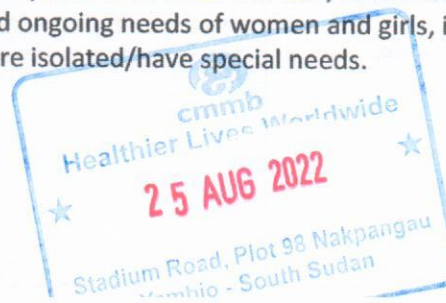 d ongoing needs of women and girls, i
re isolated/have special needs.
cmmb
Healthier Lives Worldwide
25 AUG 2022
Stadium Road, Plot 98 Nakpangau
Yambio - South Sudan